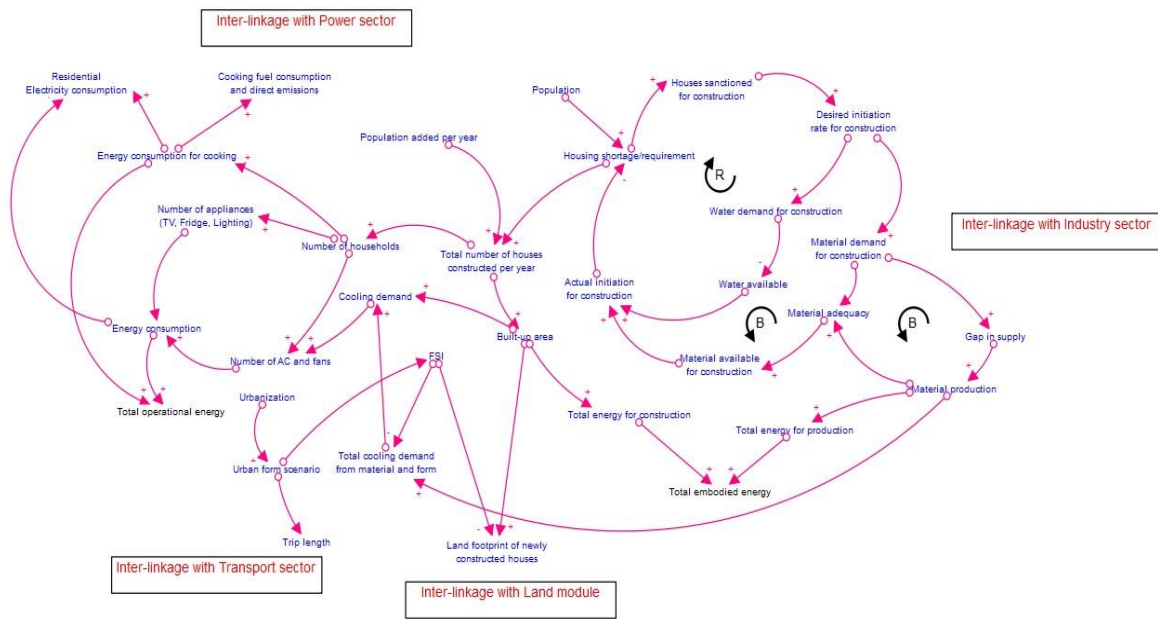 Inter-linkage with Power sector
Residential
Electricity consumption
Cooking fuel consumption
and direct emissions
Population
Houses sanctioned
for construction
Desired initiation
rate for construction
Population added per year
Energy consumption for cooking
Housing shortage/requirement
R
Number of appliances
(TV, Fridge, Lighting)
Water demand for construction
Inter-linkage with Industry sector
Number of households
Total number of houses
constructed per year
Material demand
for construction
Actual initiation
for construction
Water available
Cooling demand
Energy consumption
Built-up area
B
Material adequacy
B
Gap in supply
Number of AC and fans
FSI
Material available
for construction
Material production
Urbanization
Total operational energy
Total energy for construction
Total energy for production
Urban form scenario
Total cooling demand
from material and form
Total embodied energy
Trip length
Land footprint of newly
constructed houses
Inter-linkage with Transport sector
Inter-linkage with Land module